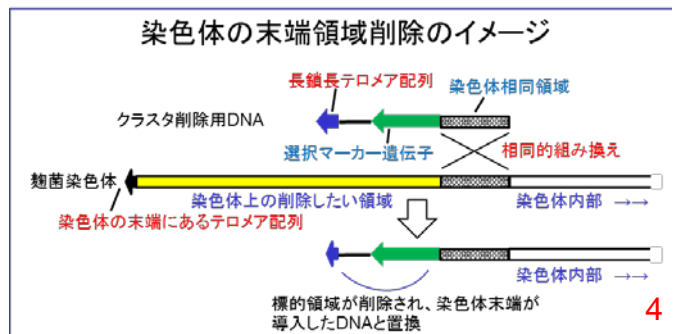 染色体の末端領域削除のイメージ
長鎖長テロメア配列
染色体相同領域
クラスタ削除用DNA
選択マーカー遺伝子
相同的組み換え
麹菌染色体
染色体上の削除したい領域
染色体内部 →→
染色体の末端にあるテロメア配列
染色体内部 →→
標的領域が削除され、染色体末端が
導入したDNAと置換
4